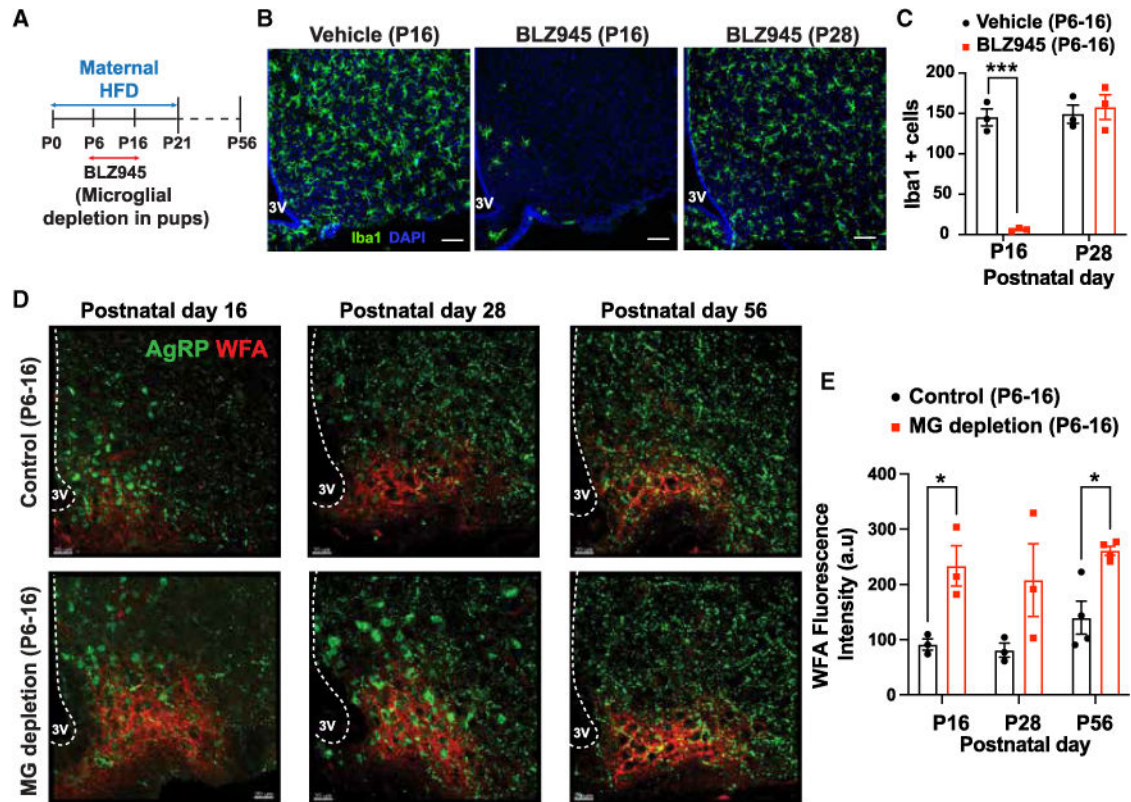 A
Maternal
HFD
P0
P6
P16
P21
P56
BLZ945
(Microglial
depletion in pups)
B
Vehicle (P16)
BLZ945 (P16)
BLZ945 (P28)
3V
Iba1 DAPI
3V
3V
C
Vehicle (P6-16)
BLZ945 (P6-16)
***
Iba1 + cells
200
150
100
50
0
P16
P28
Postnatal day
D
Postnatal day 16
Postnatal day 28
Postnatal day 56
Control (P6-16)
AgRP WFA
3V
3V
3V
MG depletion (P6-16)
3V
3V
3V
E
Control (P6-16)
MG depletion (P6-16)
*
*
WFA Fluorescence
Intensity (a.u)
400
300
200
100
0
P16
P28
P56
Postnatal day